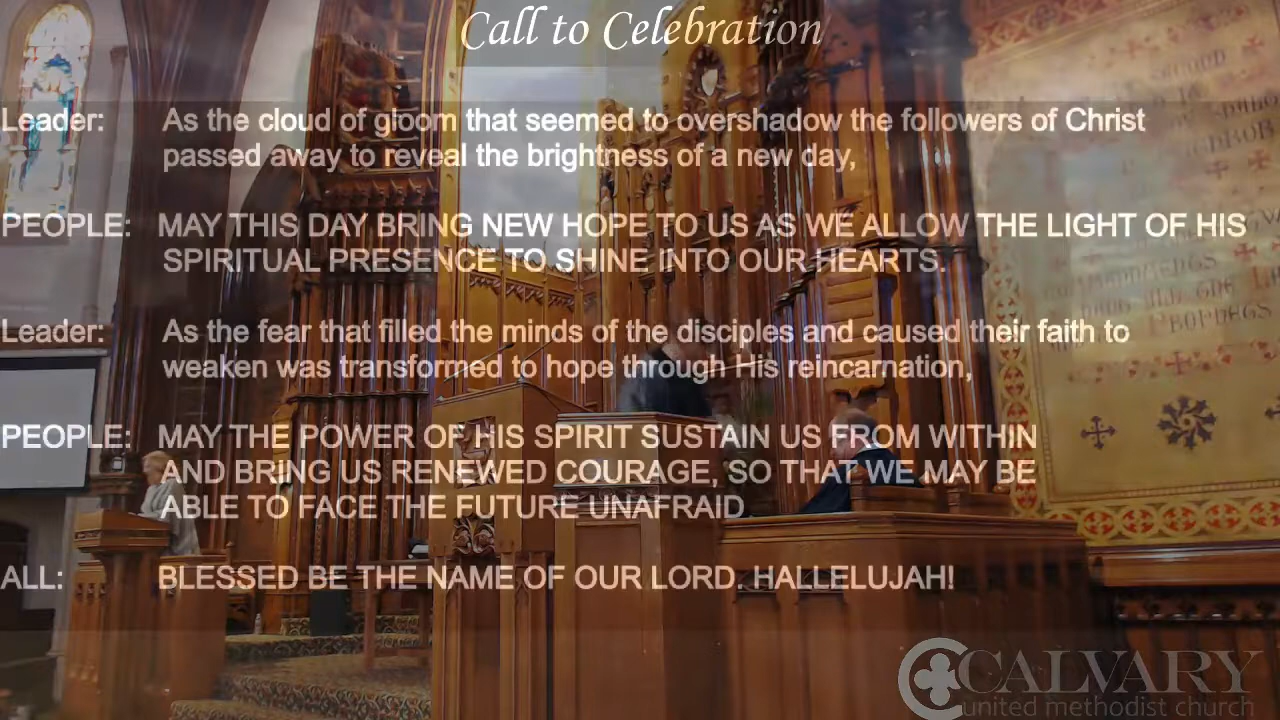 Call to Celebration
Leader: As the cloud of gloom that seemed to overshadow the followers of Christ
passed away to reveal the brightness of a new day,
PEOPLE: MAY THIS DAY BRING NEW HOPE TO US AS WE ALLOW THE LIGHT OF HIS
SPIRITUAL PRESENCE TO SHINE INTO OUR HEARTS.
Leader: As the fear that filled the minds of the disciples and caused their faith to
weaken was transformed to hope through His reincarnation,
PEOPLE: MAY THE POWER OF HIS SPIRIT SUSTAIN US FROM WITHIN
AND BRING US RENEWED COURAGE, SO THAT WE MAY BE
ABLE TO FACE THE FUTURE UNAFRAID
ALL: BLESSED BE THE NAME OF OUR LORD. HALLELUJAH!
CALVARY
united methodist church